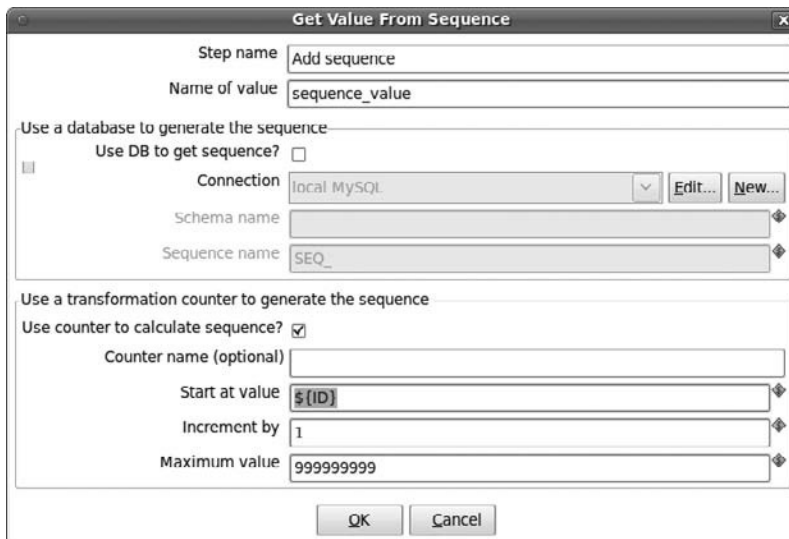 Get Value From Sequence
Step name Add sequence
Name of value sequence_value
Use a database to generate the sequence
Use DB to get sequence?
Connection local MySQL Edit... New...
Schema name
Sequence name SEQ_
Use a transformation counter to generate the sequence
Use counter to calculate sequence?
Counter name (optional)
Start at value ${ID}
Increment by 1
Maximum value 999999999
OK Cancel